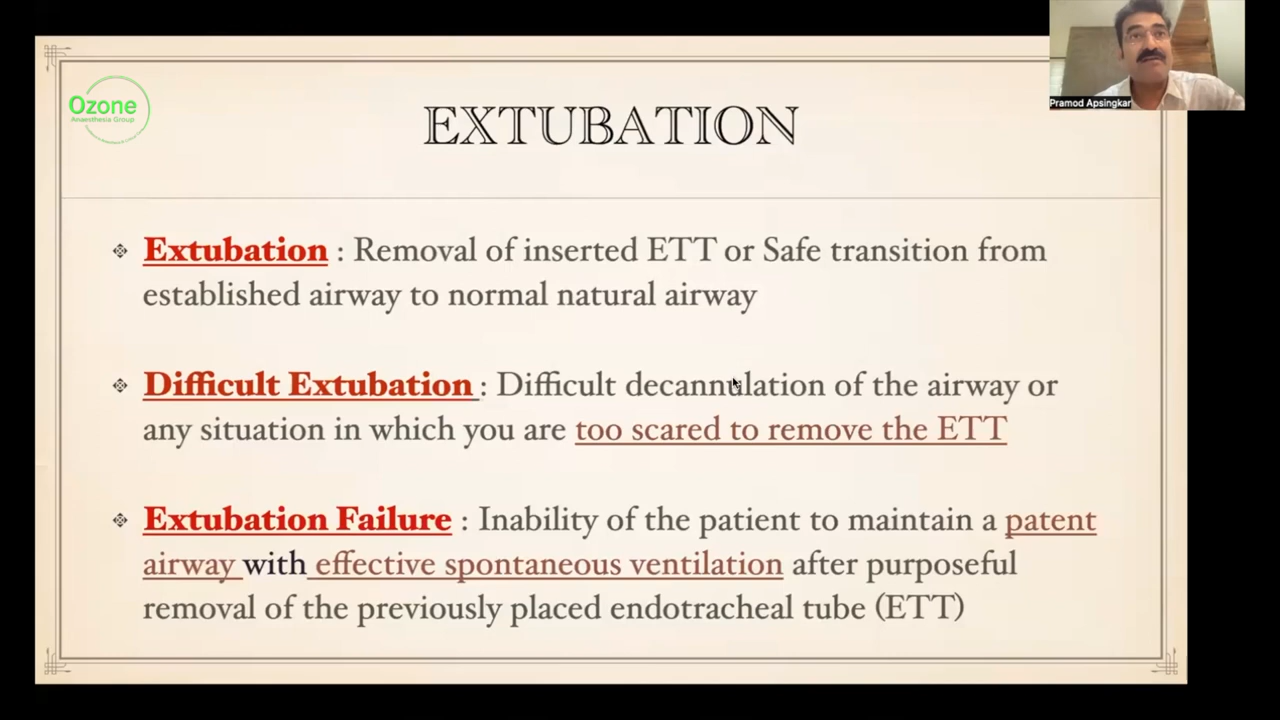 Ozone
Anaesthesia Group
Pramod Apsingkar
EXTUBATION
Extubation : Removal of inserted ETT or Safe transition from
established airway to normal natural airway
Difficult Extubation : Difficult decannulation of the airway or
any situation in which you are too scared to remove the ETT
Extubation Failure : Inability of the patient to maintain a patent
airway with effective spontaneous ventilation after purposeful
removal of the previously placed endotracheal tube (ETT)